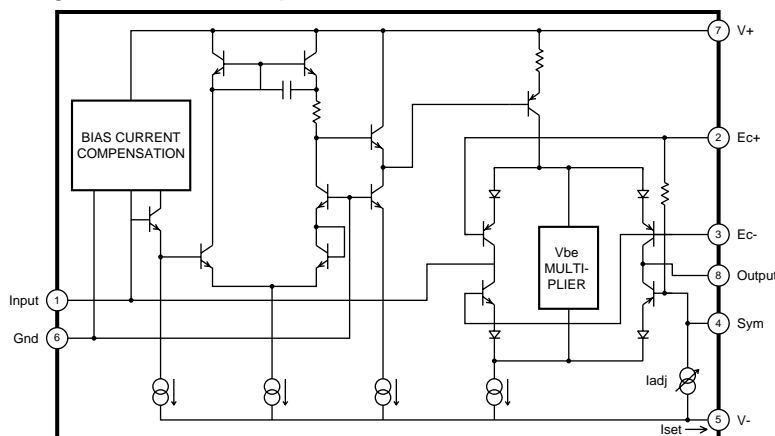 7 V+
BIAS CURRENT
COMPENSATION
2 Ec+
3 Ec-
Vbe
MULTI-
PLIER
8 Output
Input 1
4 Sym
Gnd 6
Iadj
5 V-
Iset